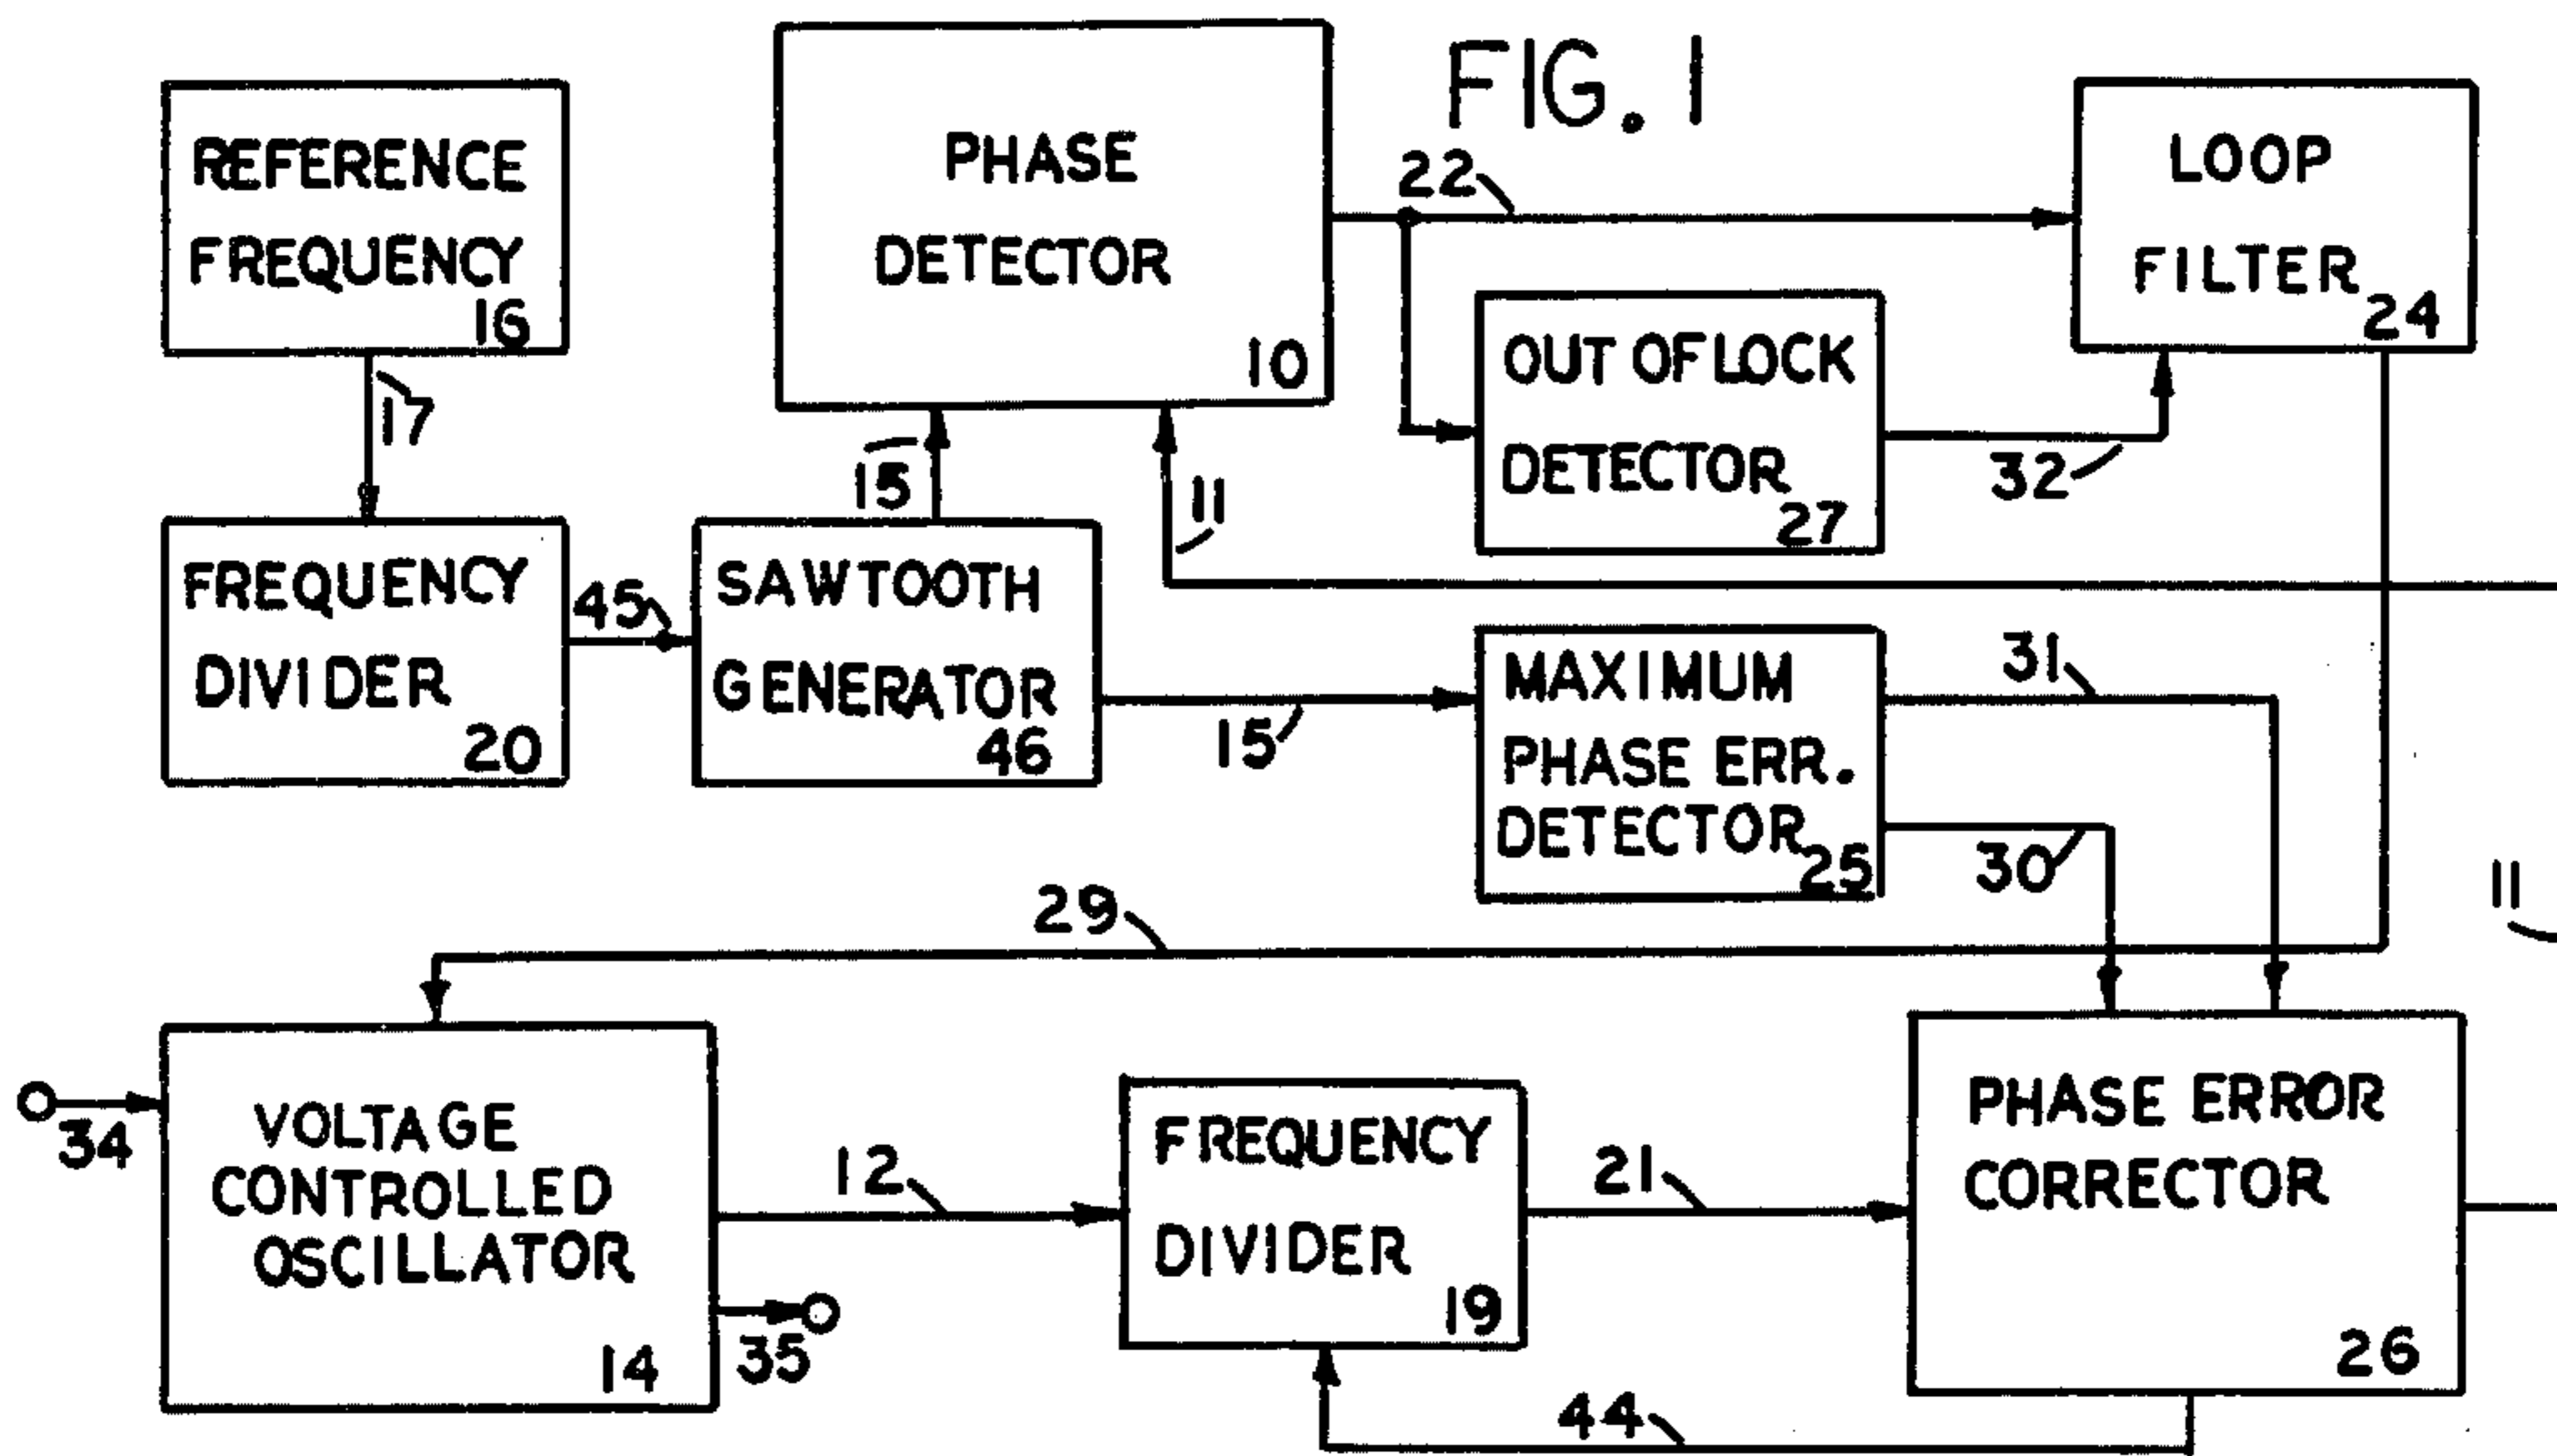 FIG. 1
REFERENCE
FREQUENCY
16
17
PHASE
DETECTOR
10
22
LOOP
FILTER
24
OUT OF LOCK
DETECTOR
27
32
15
11
FREQUENCY
DIVIDER
20
45
SAWTOOTH
GENERATOR
46
15
MAXIMUM
PHASE ERR.
DETECTOR
25
31
30
11
29
34
VOLTAGE
CONTROLLED
OSCILLATOR
14
12
35
FREQUENCY
DIVIDER
19
21
PHASE ERROR
CORRECTOR
26
44